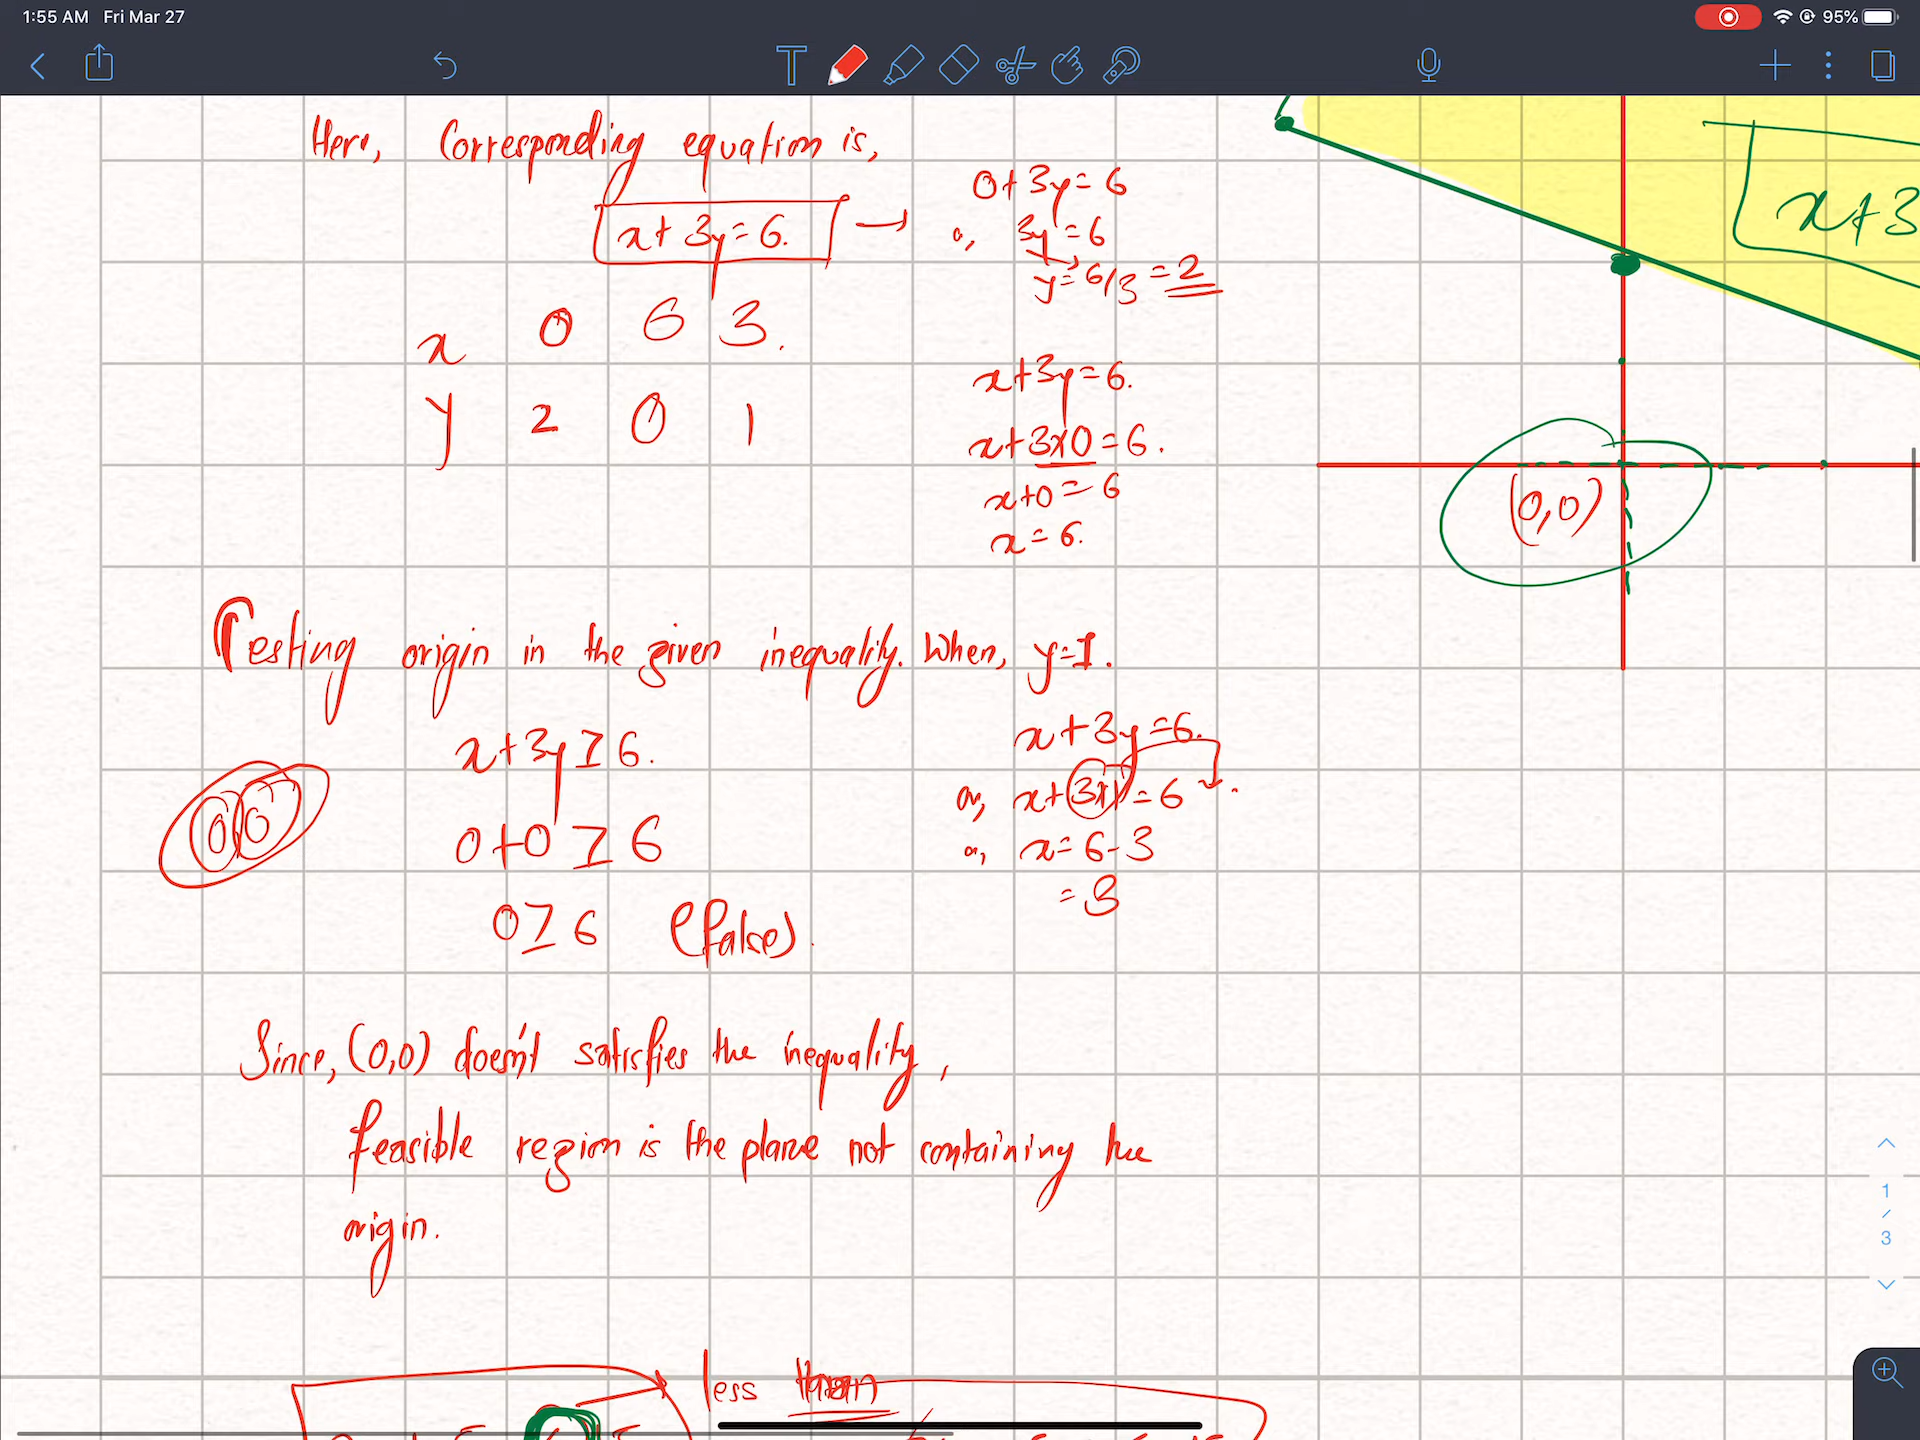 1:55 AM Fri Mar 27
95%
Here, Corresponding equation is,
x+3y=6.
0+3y=6
or, 3y=6
y=6/3=2
x 0 6 3.
y 2 0 1
x+3y=6.
x+3x0=6.
x+0=6
x=6.
x+3
(0,0)
Testing origin in the given inequality.
x+3y≥6.
(0,0)
0+0≥6
0≥6 (false).
When, y=1.
x+3y=6.
or, x+3x1=6
or, x=6-3
=3
Since, (0,0) doesn't satisfies the inequality,
feasible region is the plane not containing the
origin.
less than
1
/
3